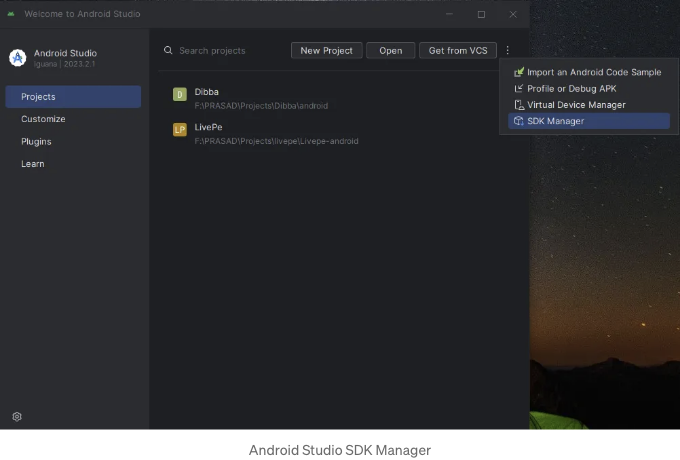 Welcome to Android Studio
Android Studio
Iguana | 2023.2.1
Projects
Customize
Plugins
Learn
Search projects
New Project
Open
Get from VCS
D
Dibba
F:\PRASAD\Projects\Dibba\android
LP
LivePe
F:\PRASAD\Projects\livepe\Livepe-android
Import an Android Code Sample
Profile or Debug APK
Virtual Device Manager
SDK Manager
Android Studio SDK Manager